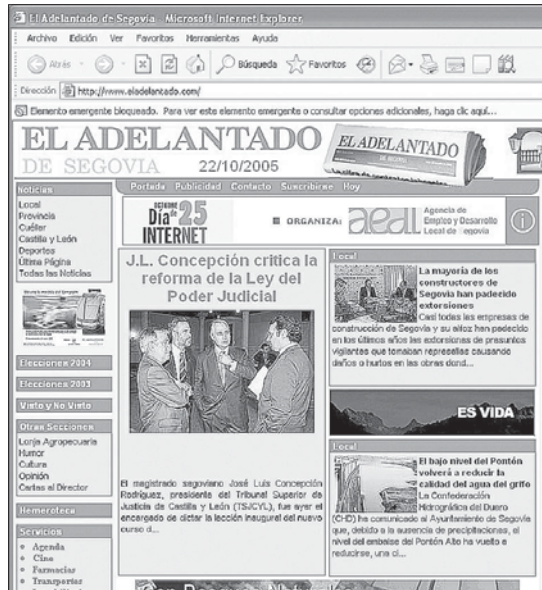 El Adelantado de Segovia - Microsoft Internet Explorer
Archivo Edición Ver Favoritos Herramientas Ayuda
Atrás Búsqueda Favoritos
Dirección http://www.eladelantado.com/
Elemento emergente bloqueado. Para ver este elemento emergente o consultar opciones adicionales, haga clic aquí...
EL ADELANTADO
DE SEGOVIA 22/10/2005
EL ADELANTADO
Portada Publicidad Contacto Suscribirse Hoy
Noticias
Local
Provincia
Cuéllar
Castilla y León
Deportes
Última Página
Todas las Noticias
Elecciones 2004
Elecciones 2003
Visto y No Visto
Otras Secciones
Lonja Agropecuaria
Humor
Cultura
Opinión
Cartas al Director
Hemeroteca
Servicios
Agenda
Cine
Farmacias
Transportes
OCTUBRE
Dia de 25
INTERNET
ORGANIZA: aedl Agencia de
Empleo y Desarrollo
Local de Segovia
J.L. Concepción critica la
reforma de la Ley del
Poder Judicial
El magistrado segoviano José Luis Concepción
Rodríguez, presidente del Tribunal Superior de
Justicia de Castilla y León (TSJCYL), fue ayer el
encargado de dictar la lección inaugural del nuevo
curso d...
Local
La mayoría de los
constructores de
Segovia han padecido
extorsiones
Casi todas las empresas de
construcción de Segovia y su alfoz han padecido
en los últimos años las extorsiones de presuntos
vigilantes que tomaban represalias causando
daños o hurtos en las obras dond...
ES VIDA
Local
El bajo nivel del Pontón
volverá a reducir la
calidad del agua del grifo
La Confederación
Hidrográfica del Duero
(CHD) ha comunicado al Ayuntamiento de Segovia
que, debido a la ausencia de precipitaciones, el
nivel del embalse del Pontón Alto ha vuelto a
reducirse, una ci...